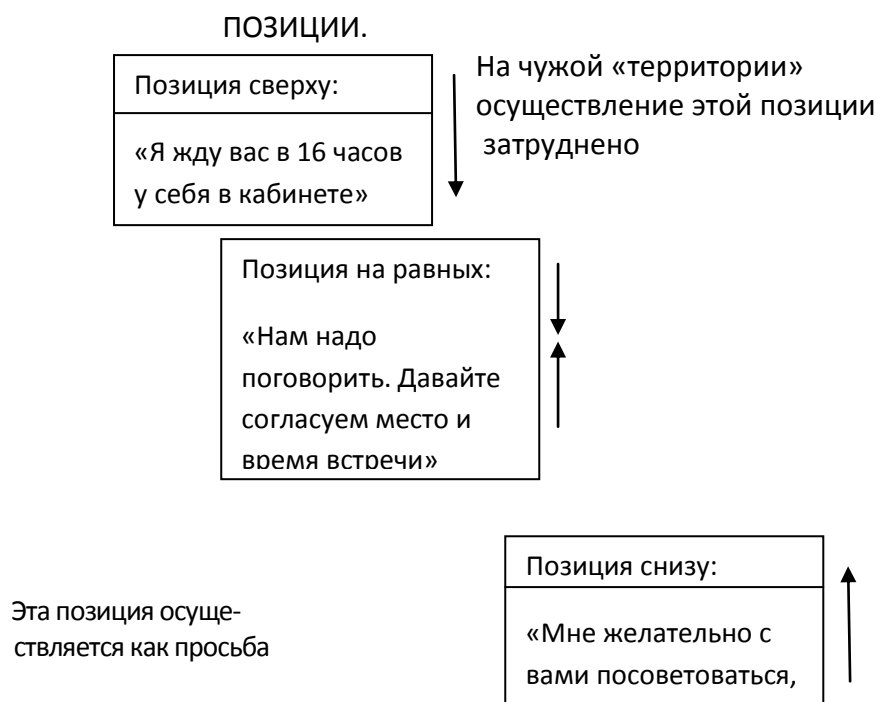 ПОЗИЦИИ.
Позиция сверху:
«Я жду вас в 16 часов
у себя в кабинете»
На чужой «территории»
осуществление этой позиции
затруднено
Позиция на равных:
«Нам надо
поговорить. Давайте
согласуем место и
время встречи»
Эта позиция осуще-
ствляется как просьба
Позиция снизу:
«Мне желательно с
вами посоветоваться,